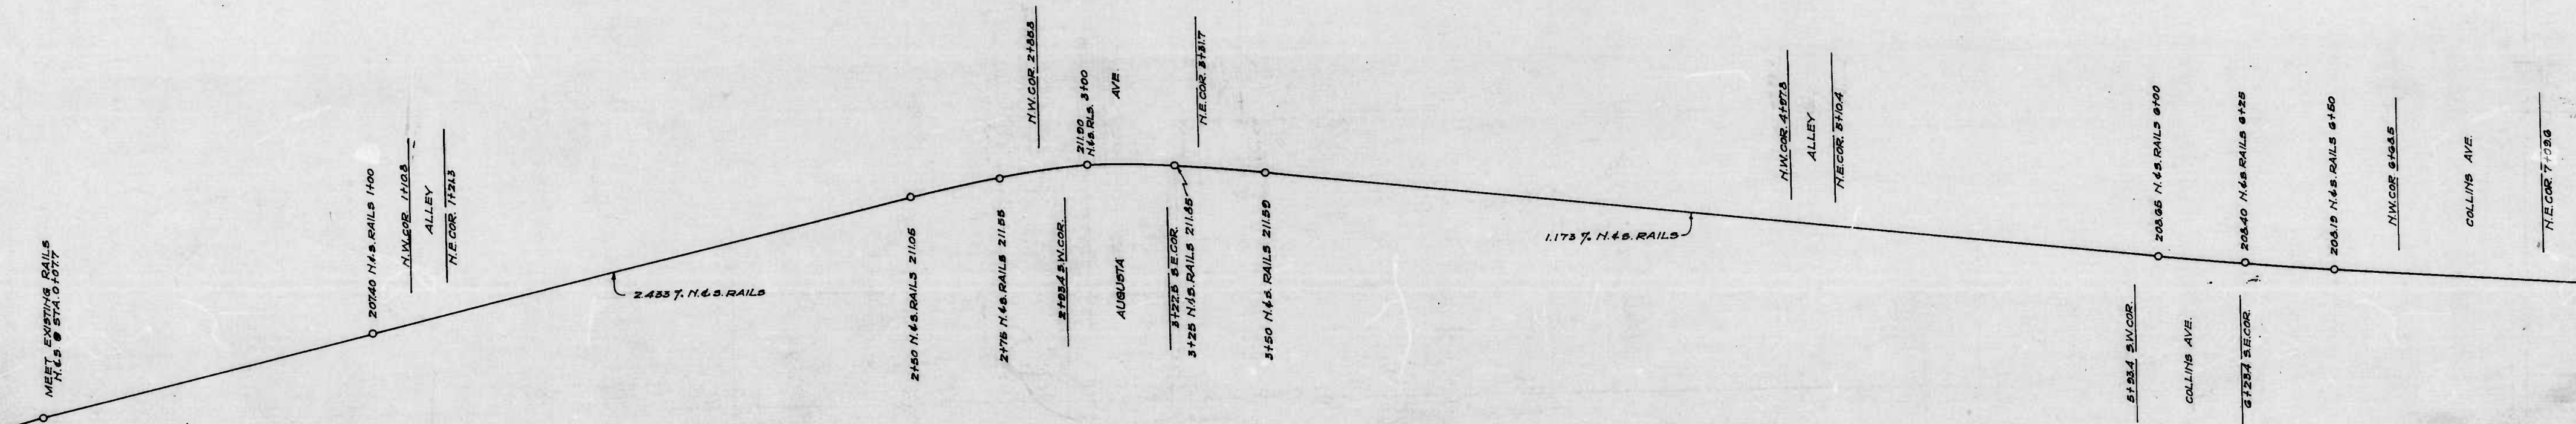 MEET EXISTING RAILS
N.&S @ STA. 0+07.7
207.40 N.&S. RAILS 1+00
N.W.COR. 1+10.8
ALLEY
N.E.COR. 1+21.3
2.433 %. N.&S. RAILS
2+50 N.&S. RAILS 211.05
2+75 N.&S. RAILS 211.55
N.W.COR. 2+85.8
2+93.4 S.W.COR.
211.90
N.&S. RLS. 3+00
AVE.
AUGUSTA
3+22.5 S.E.COR.
3+25 N.&S. RAILS 211.85
N.E.COR. 3+31.7
3+50 N.&S. RAILS 211.59
1.173 %. N.&S. RAILS
N.W.COR. 4+97.8
ALLEY
N.E.COR. 5+10.4
5+93.4 S.W.COR.
208.65 N.&S. RAILS 6+00
COLLINS AVE.
208.40 N.&S. RAILS 6+25
6+23.4 S.E.COR.
208.19 N.&S. RAILS 6+50
N.W.COR. 6+68.5
COLLINS AVE.
N.E.COR. 7+09.6